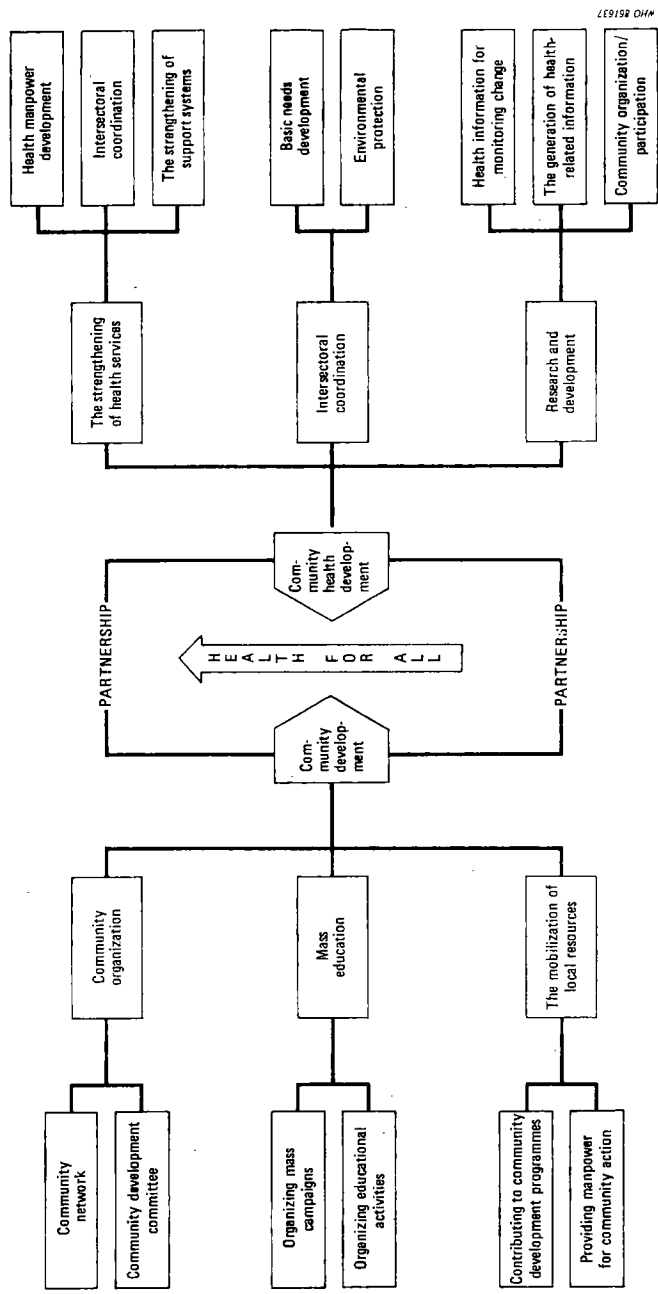 Community
network
Community development
committee
Organizing mass
campaigns
Organizing educational
activities
Contributing to community
development programmes
Providing manpower
for community action
Community
organization
Mass
education
The mobilization of
local resources
PARTNERSHIP
Com-
munity
develop-
ment
HEALTH FOR ALL
Com-
munity
health
develop-
ment
PARTNERSHIP
The strengthening
of health services
Intersectoral
coordination
Research and
development
Health manpower
development
Intersectoral
coordination
The strengthening of
support systems
Basic needs
development
Environmental
protection
Health information for
monitoring change
The generation of health-
related information
Community organization/
participation
WHO 861637